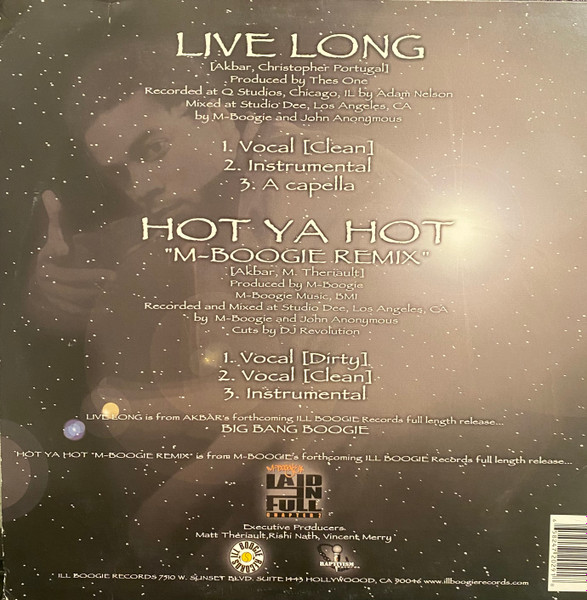 LIVE LONG
[Akbar, Christopher Portugal]
Produced by Thes One
Recorded at Q Studios, Chicago, IL by Adam Nelson
Mixed at Studio Dee, Los Angeles, CA
by M-Boogie and John Anonymous
1. Vocal [Clean]
2. Instrumental
3. A capella
HOT YA HOT
"M-BOOGIE REMIX"
[Akbar, M. Theriault]
Produced by M-Boogie
M-Boogie Music, BMI
Recorded and Mixed at Studio Dee, Los Angeles, CA
by M-Boogie and John Anonymous
Cuts by DJ Revolution
1. Vocal [Dirty]
2. Vocal [Clean]
3. Instrumental
LIVE LONG is from AKBAR's forthcoming ILL BOOGIE Records full length release...
BIG BANG BOOGIE
"HOT YA HOT "M-BOOGIE REMIX" is from M-BOOGIE's forthcoming ILL BOOGIE Records full length release...
LAID
IN
FULL
Executive Producers
Matt Theriault, Rishi Nath, Vincent Merry
ILL BOOGIE RECORDS
BAPTIZISM
ILL BOOGIE RECORDS 7510 W. SUNSET BLVD. SUITE 1443 HOLLYWOOOD, CA 90046 www.illboogierecords.com